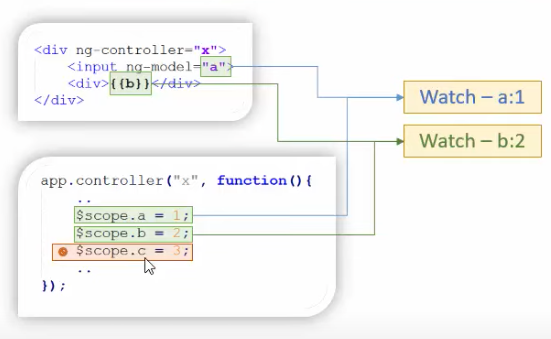 <div ng-controller="x">
<input ng-model="a">
<div>{{b}}</div>
</div>
Watch – a:1
Watch – b:2
app.controller("x", function(){
..
$scope.a = 1;
$scope.b = 2;
$scope.c = 3;
..
});